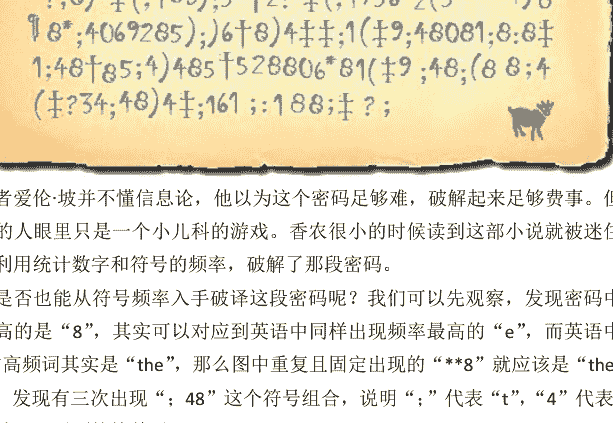 ¶8*;4069285);)6†8)4‡‡;1(‡9;48081;8:8‡
1;48†85;4)485†528806*81(‡9;48;(88;4
(‡?34;48)4‡;161;:188;‡?;
者爱伦·坡并不懂信息论，他以为这个密码足够难，破解起来足够费事。但
的人眼里只是一个小儿科的游戏。香农很小的时候读到这部小说就被迷住
利用统计数字和符号的频率，破解了那段密码。
是否也能从符号频率入手破译这段密码呢？我们可以先观察，发现密码中
高的是“8”，其实可以对应到英语中同样出现频率最高的“e”，而英语中
高频词其实是“the”，那么图中重复且固定出现的“**8”就应该是“the
发现有三次出现“；48”这个符号组合，说明“；”代表“t”，“4”代表